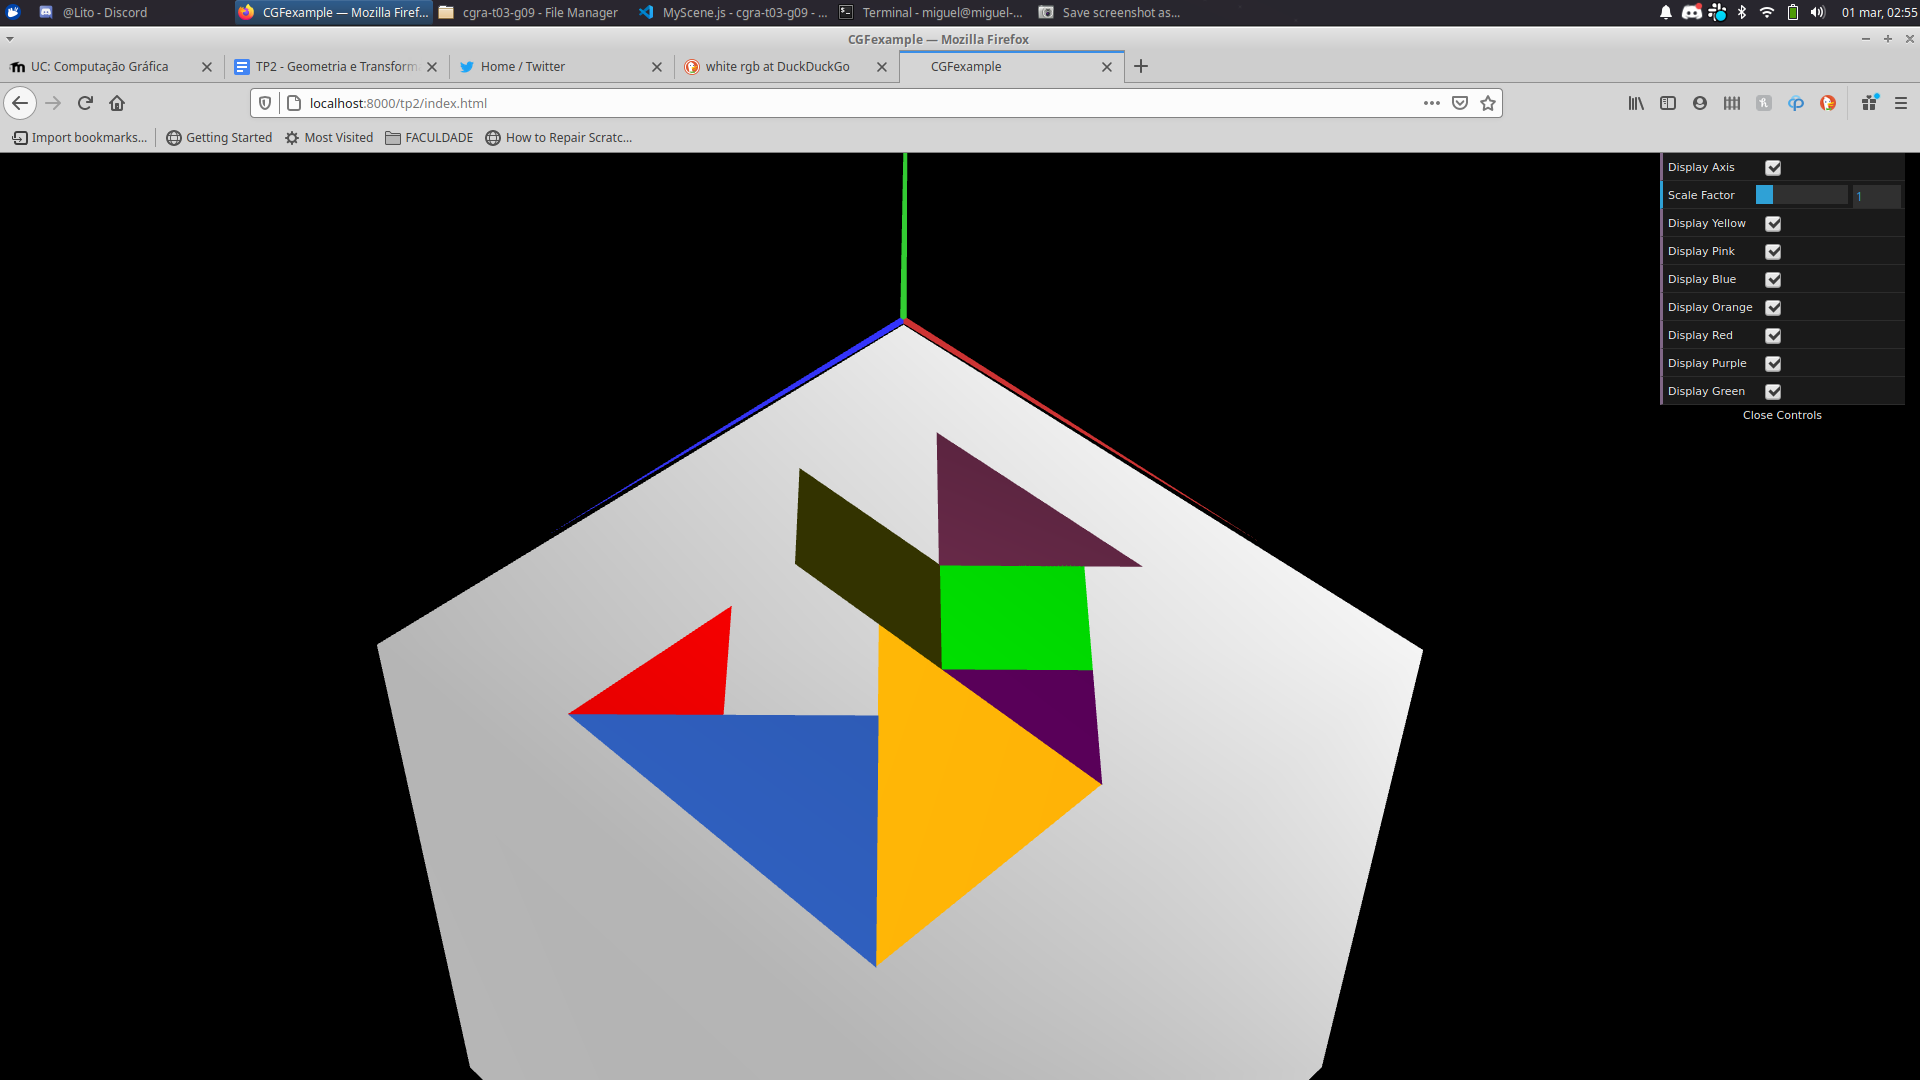 @Lito - Discord
CGFexample — Mozilla Firef...
cgra-t03-g09 - File Manager
MyScene.js - cgra-t03-g09 - ...
Terminal - miguel@miguel-...
Save screenshot as...
01 mar, 02:55
CGFexample — Mozilla Firefox
UC: Computação Gráfica
TP2 - Geometria e Transform
Home / Twitter
white rgb at DuckDuckGo
CGFexample
localhost:8000/tp2/index.html
Import bookmarks...
Getting Started
Most Visited
FACULDADE
How to Repair Scratc...
Display Axis
Scale Factor
1
Display Yellow
Display Pink
Display Blue
Display Orange
Display Red
Display Purple
Display Green
Close Controls